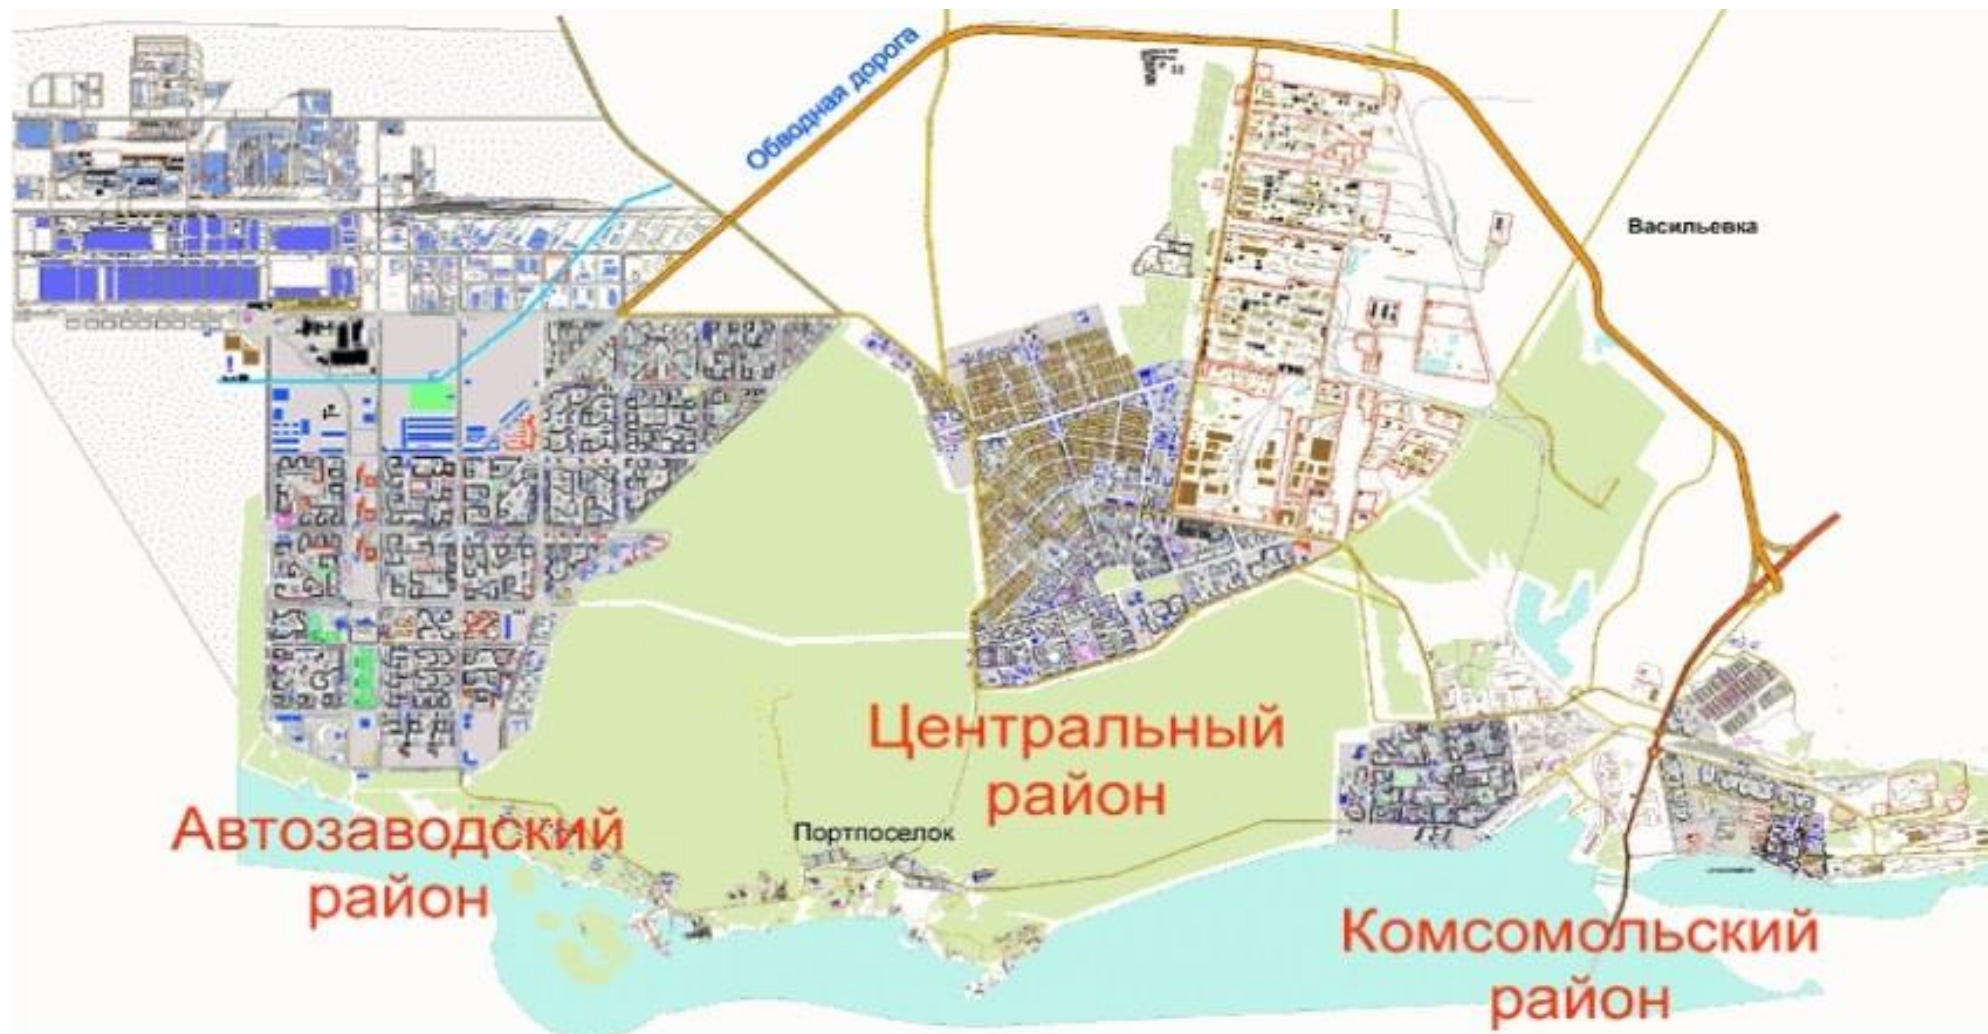 Обводная дорога
Васильевка
Центральный
район
Автозаводский
район
Портпоселок
Комсомольский
район